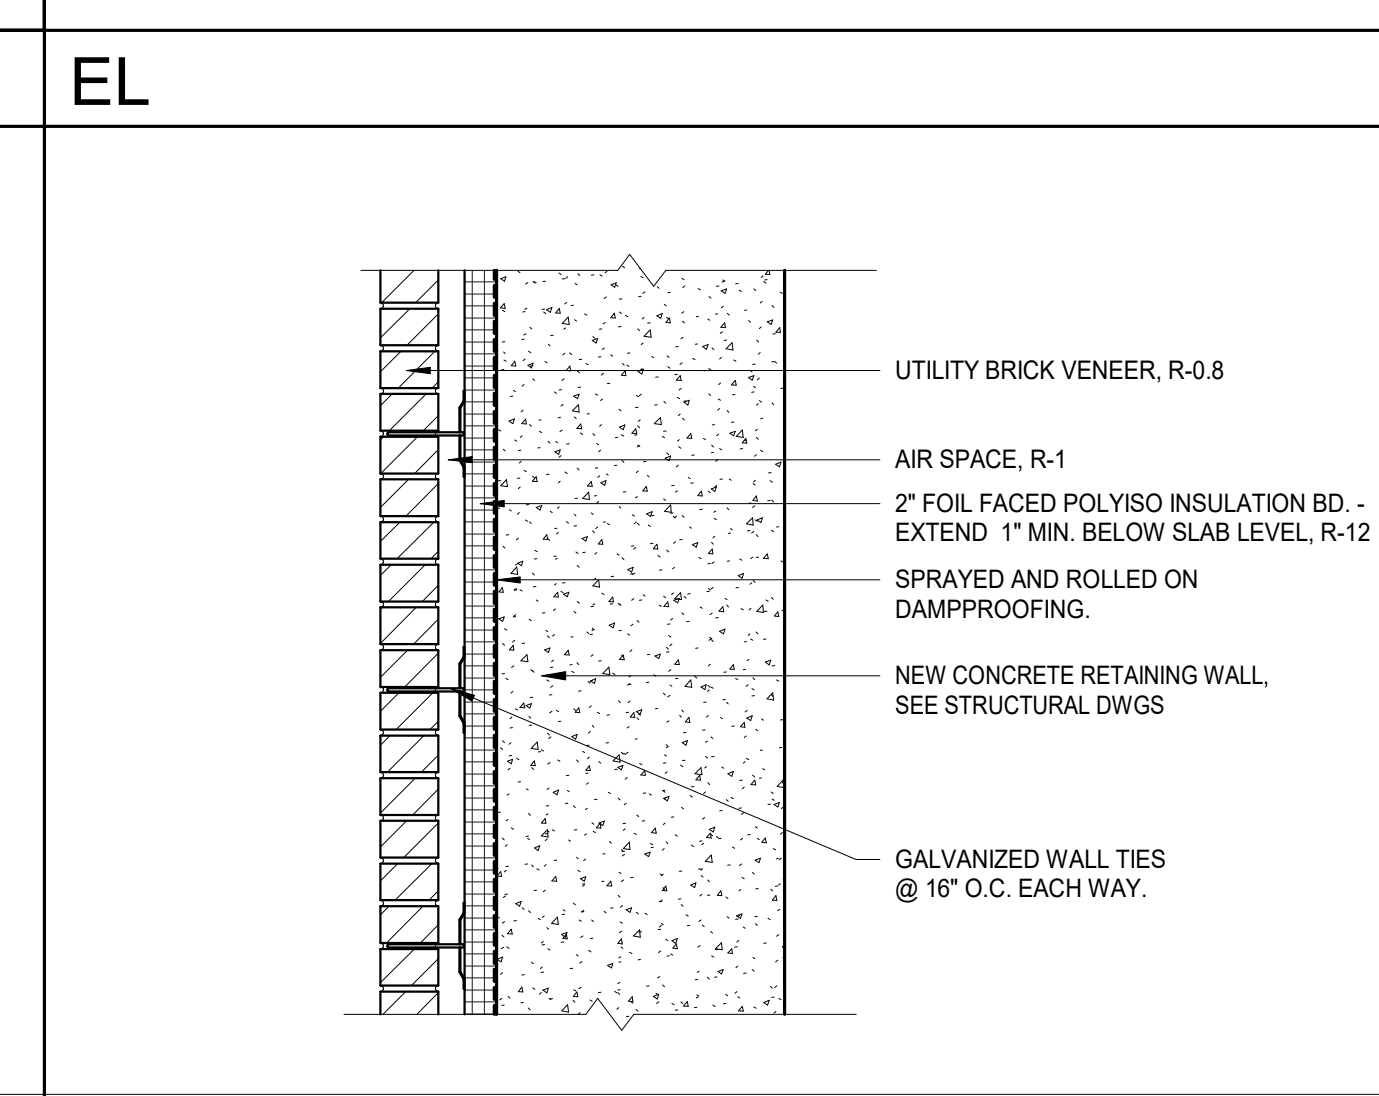 EL
UTILITY BRICK VENEER, R-0.8
AIR SPACE, R-1
2" FOIL FACED POLYISO INSULATION BD. -
EXTEND 1" MIN. BELOW SLAB LEVEL, R-12
SPRAYED AND ROLLED ON
DAMPPROOFING.
NEW CONCRETE RETAINING WALL,
SEE STRUCTURAL DWGS
GALVANIZED WALL TIES
@ 16" O.C. EACH WAY.